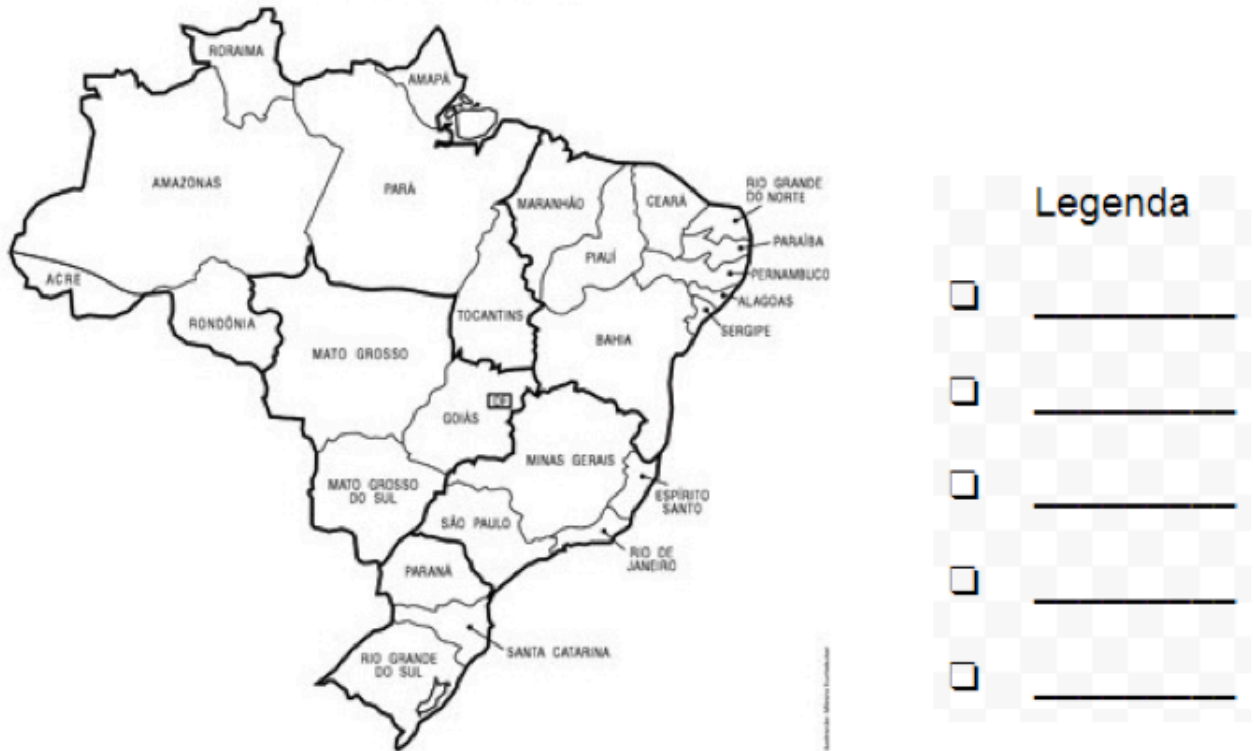 RORAIMA
AMAPÁ
AMAZONAS
PARÁ
MARANHÃO
CEARÁ
RIO GRANDE
DO NORTE
PARAÍBA
PIAUÍ
PERNAMBUCO
ALAGOAS
SERGIPE
ACRE
RONDÔNIA
TOCANTINS
MATO GROSSO
BAHIA
GOIÁS
DF
MINAS GERAIS
MATO GROSSO
DO SUL
ESPÍRITO
SANTO
SÃO PAULO
RIO DE
JANEIRO
PARANÁ
SANTA CATARINA
RIO GRANDE
DO SUL
Legenda